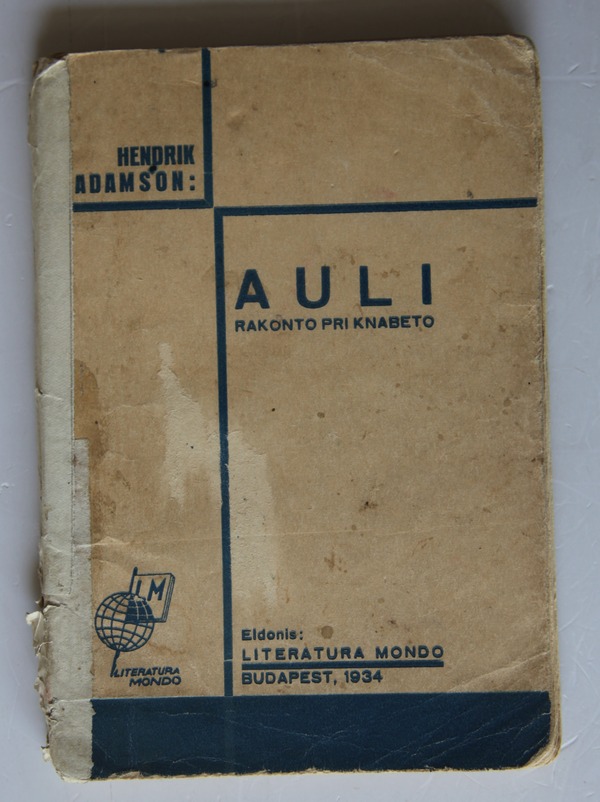 HENDRIK
ADAMSON:
AULI
RAKONTO PRI KNABETO
LM
LITERATURA
MONDO
Eldonis:
LITERATURA MONDO
BUDAPEST, 1934